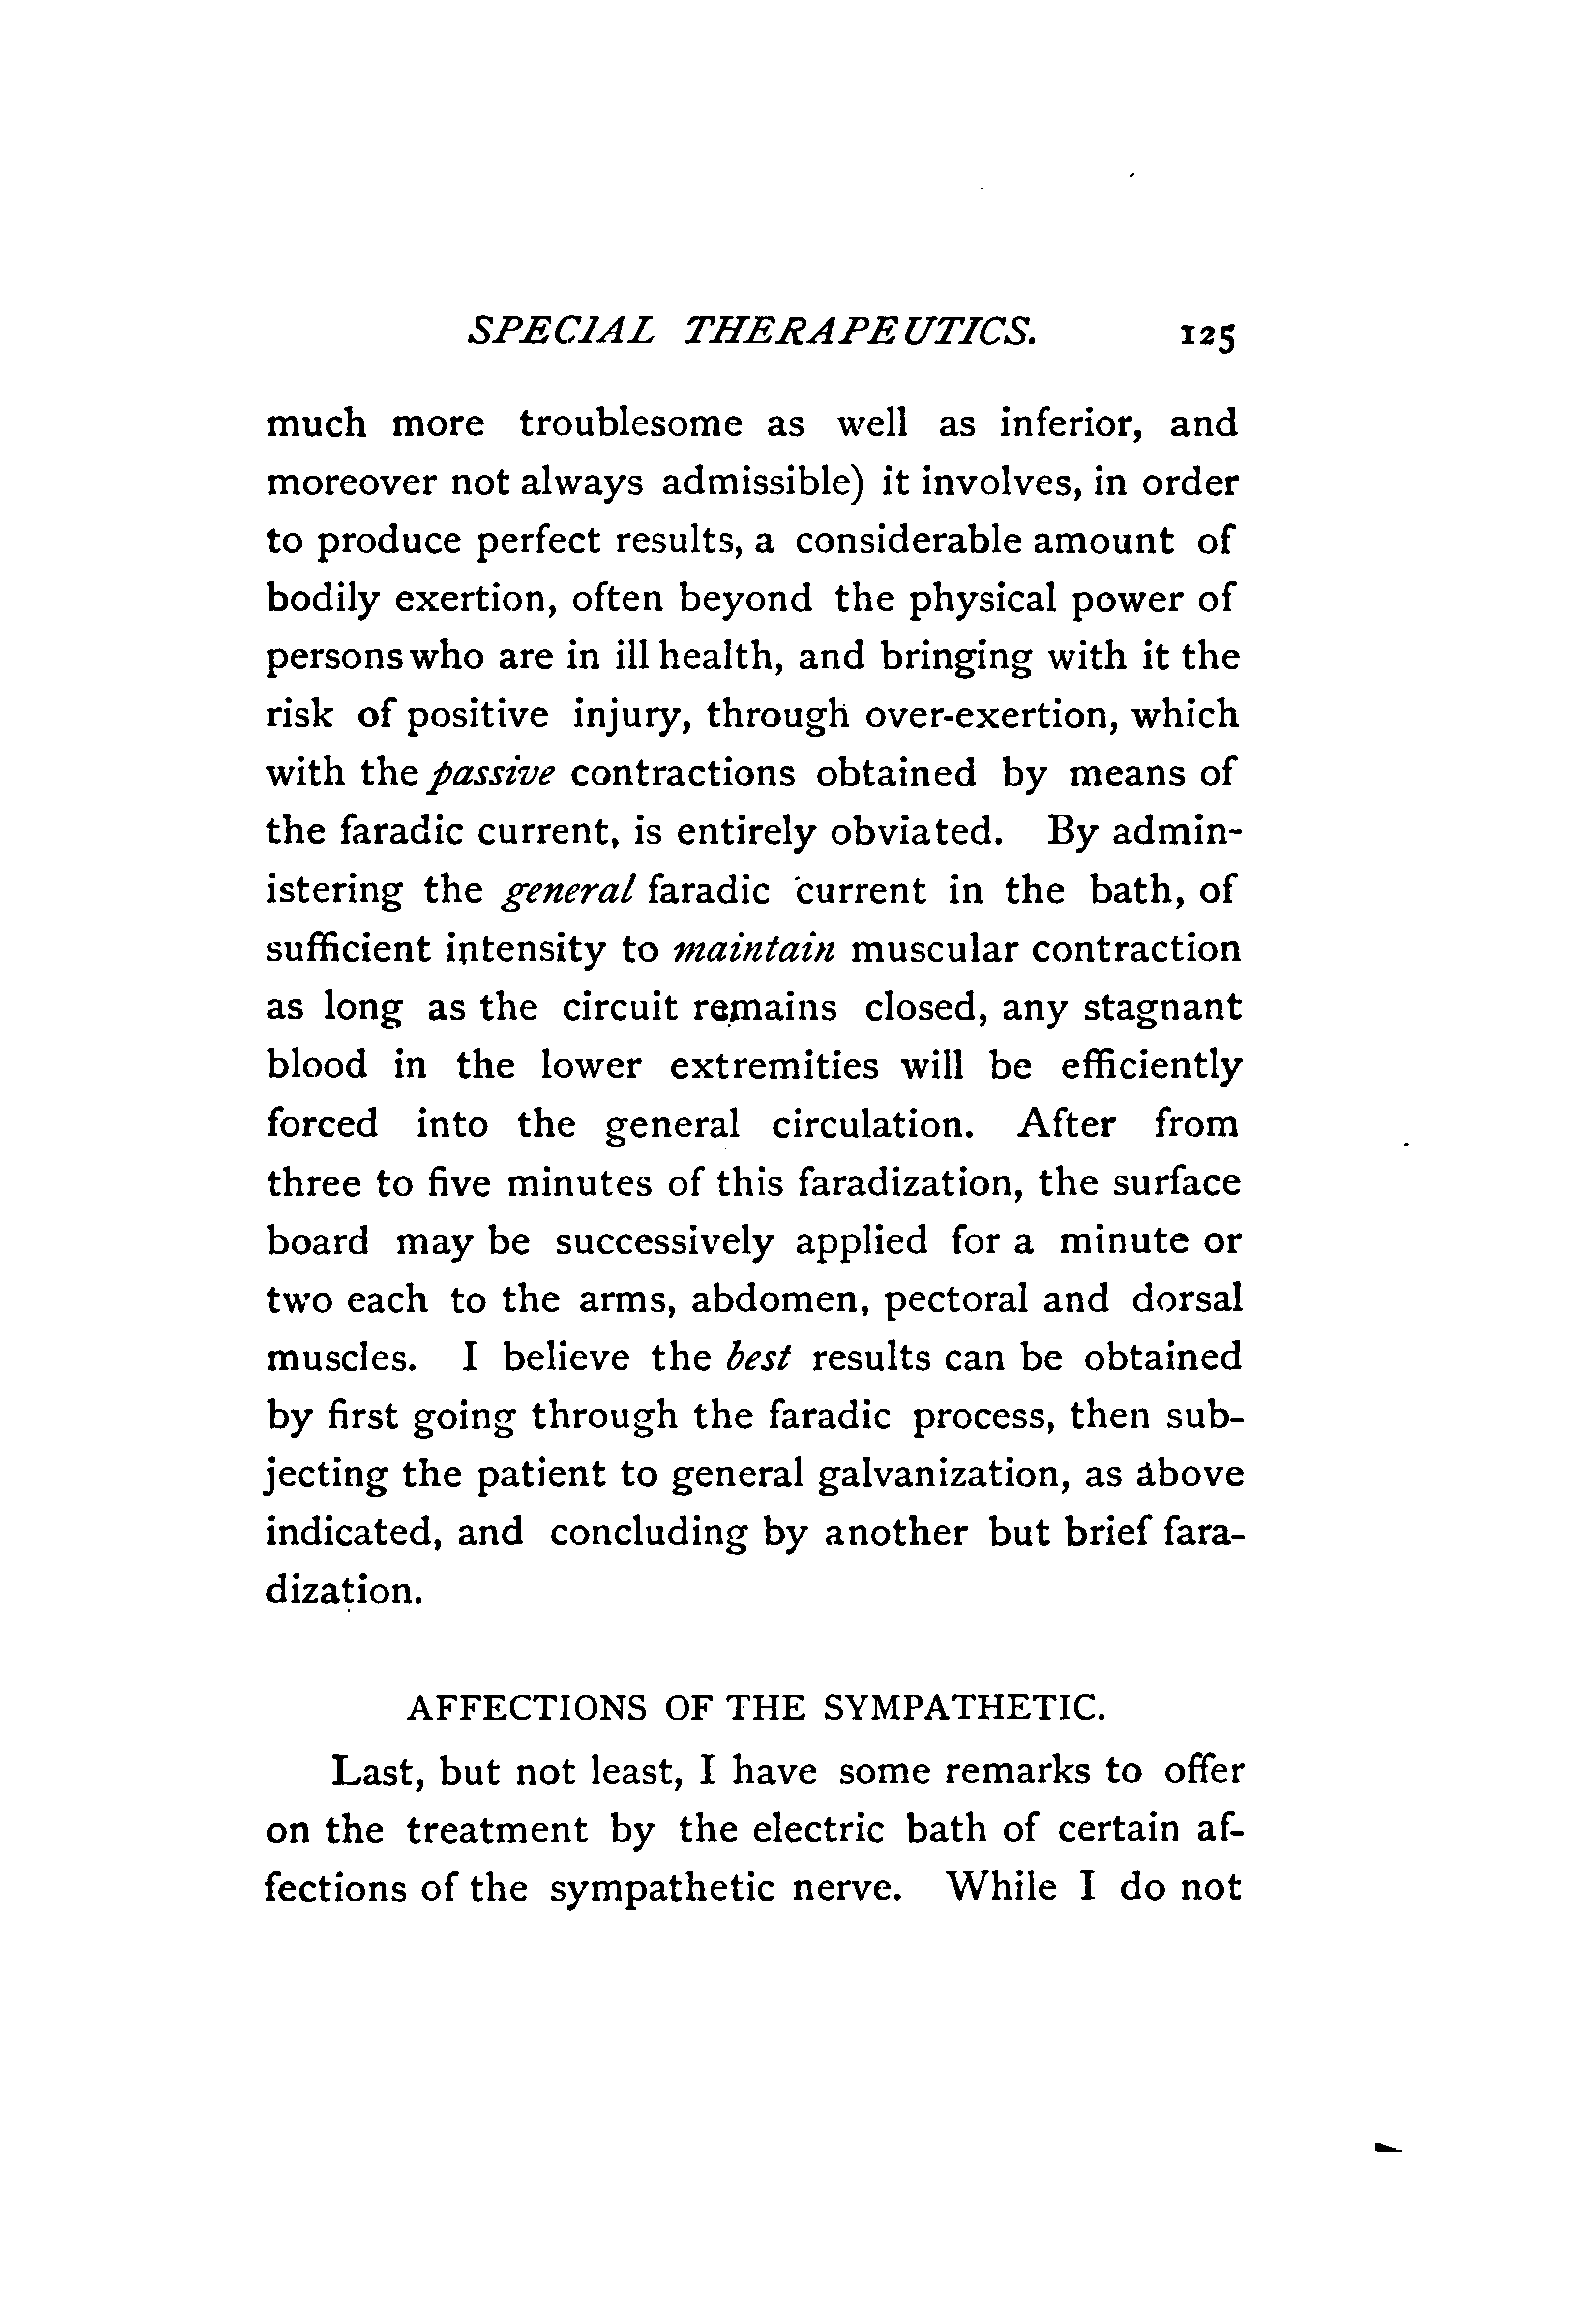 SPECIAL THERAPEUTICS. 125
much more troublesome as well as inferior, and
moreover not always admissible) it involves, in order
to produce perfect results, a considerable amount of
bodily exertion, often beyond the physical power of
persons who are in ill health, and bringing with it the
risk of positive injury, through over-exertion, which
with the passive contractions obtained by means of
the faradic current, is entirely obviated. By admin-
istering the general faradic current in the bath, of
sufficient intensity to maintain muscular contraction
as long as the circuit remains closed, any stagnant
blood in the lower extremities will be efficiently
forced into the general circulation. After from
three to five minutes of this faradization, the surface
board may be successively applied for a minute or
two each to the arms, abdomen, pectoral and dorsal
muscles. I believe the best results can be obtained
by first going through the faradic process, then sub-
jecting the patient to general galvanization, as above
indicated, and concluding by another but brief fara-
dization.
AFFECTIONS OF THE SYMPATHETIC.
Last, but not least, I have some remarks to offer
on the treatment by the electric bath of certain af-
fections of the sympathetic nerve. While I do not